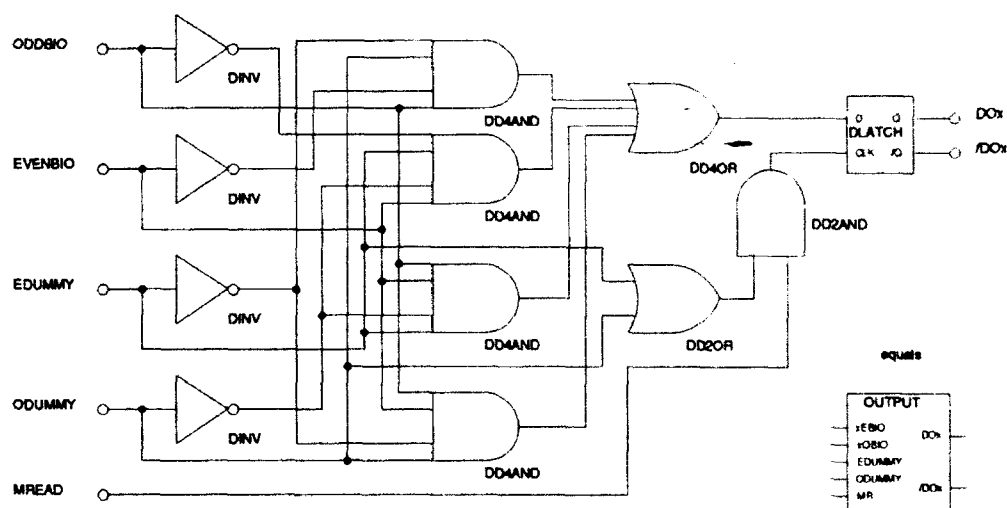 ODDBIO
DINV
DD4AND
EVENBIO
DINV
DD4AND
DD4OR
D Q
DLATCH
CLK /Q
DOx
/DOx
DD2AND
EDUMMY
DINV
DD4AND
DD2OR
equals
ODUMMY
DINV
DD4AND
MREAD
OUTPUT
xEBIO
xOBIO
EDUMMY
ODUMMY
MR
DOx
/DOx